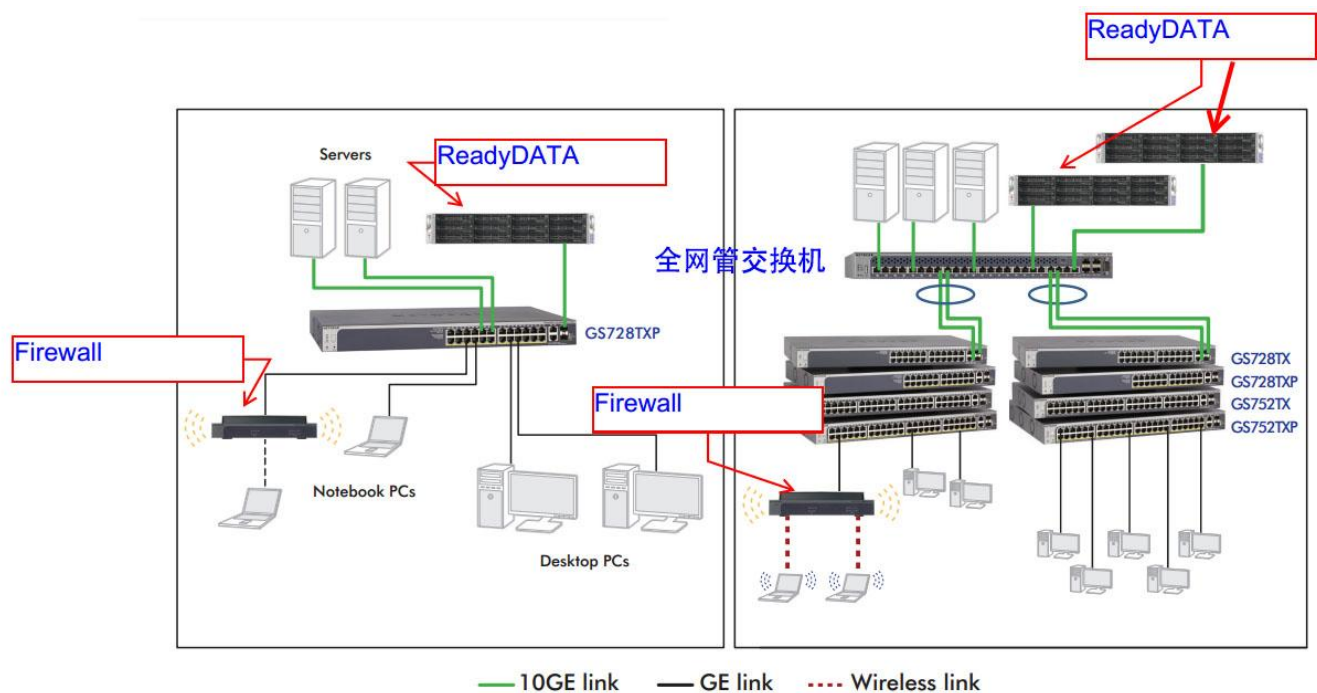 ReadyDATA
Servers
ReadyDATA
全网管交换机
GS728TXP
Firewall
GS728TX
GS728TXP
GS752TX
GS752TXP
Firewall
Notebook PCs
Desktop PCs
10GE link
GE link
Wireless link